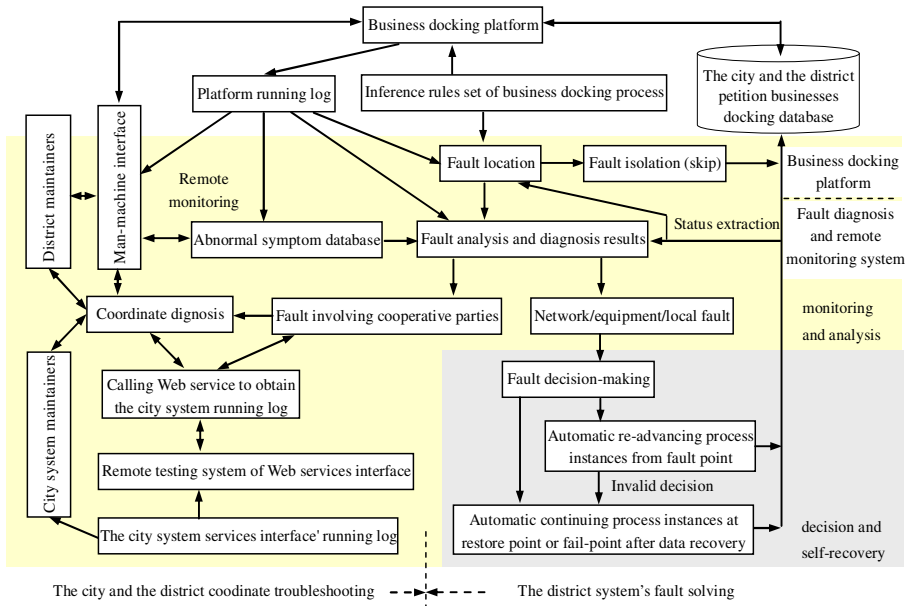 Business docking platform
Platform running log
Inference rules set of business docking process
The city and the district
petition businesses
docking database
District maintainers
Man-machine interface
Remote
monitoring
Fault location
Fault isolation (skip)
Business docking
platform
Abnormal symptom database
Fault analysis and diagnosis results
Status extraction
Fault diagnosis
and remote
monitoring system
Coordinate dignosis
Fault involving cooperative parties
Network/equipment/local fault
monitoring
and analysis
City system maintainers
Calling Web service to obtain
the city system running log
Fault decision-making
Automatic re-advancing process
instances from fault point
Remote testing system of Web services interface
Invalid decision
The city system services interface' running log
Automatic continuing process instances at
restore point or fail-point after data recovery
decision and
self-recovery
The city and the district coodinate troubleshooting
The district system's fault solving